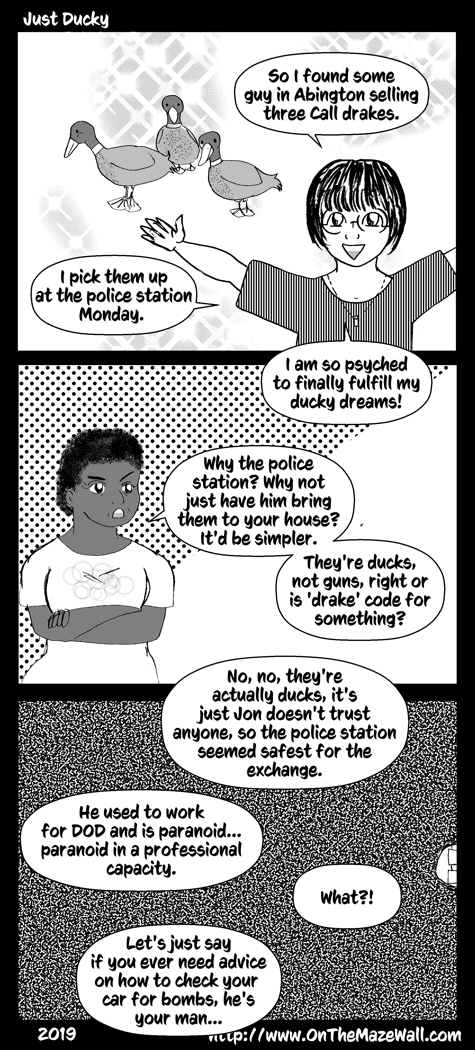 Just Ducky
So I found some
guy in Abington selling
three Call drakes.
I pick them up
at the police station
Monday.
I am so psyched
to finally fulfill my
ducky dreams!
Why the police
station? Why not
just have him bring
them to your house?
It'd be simpler.
They're ducks,
not guns, right or
is 'drake' code for
something?
No, no, they're
actually ducks, it's
just Jon doesn't trust
anyone, so the police station
seemed safest for the
exchange.
He used to work
for DOD and is paranoid...
paranoid in a professional
capacity.
What?!
Let's just say
if you ever need advice
on how to check your
car for bombs, he's
your man...
2019
http://www.OnTheMazeWall.com